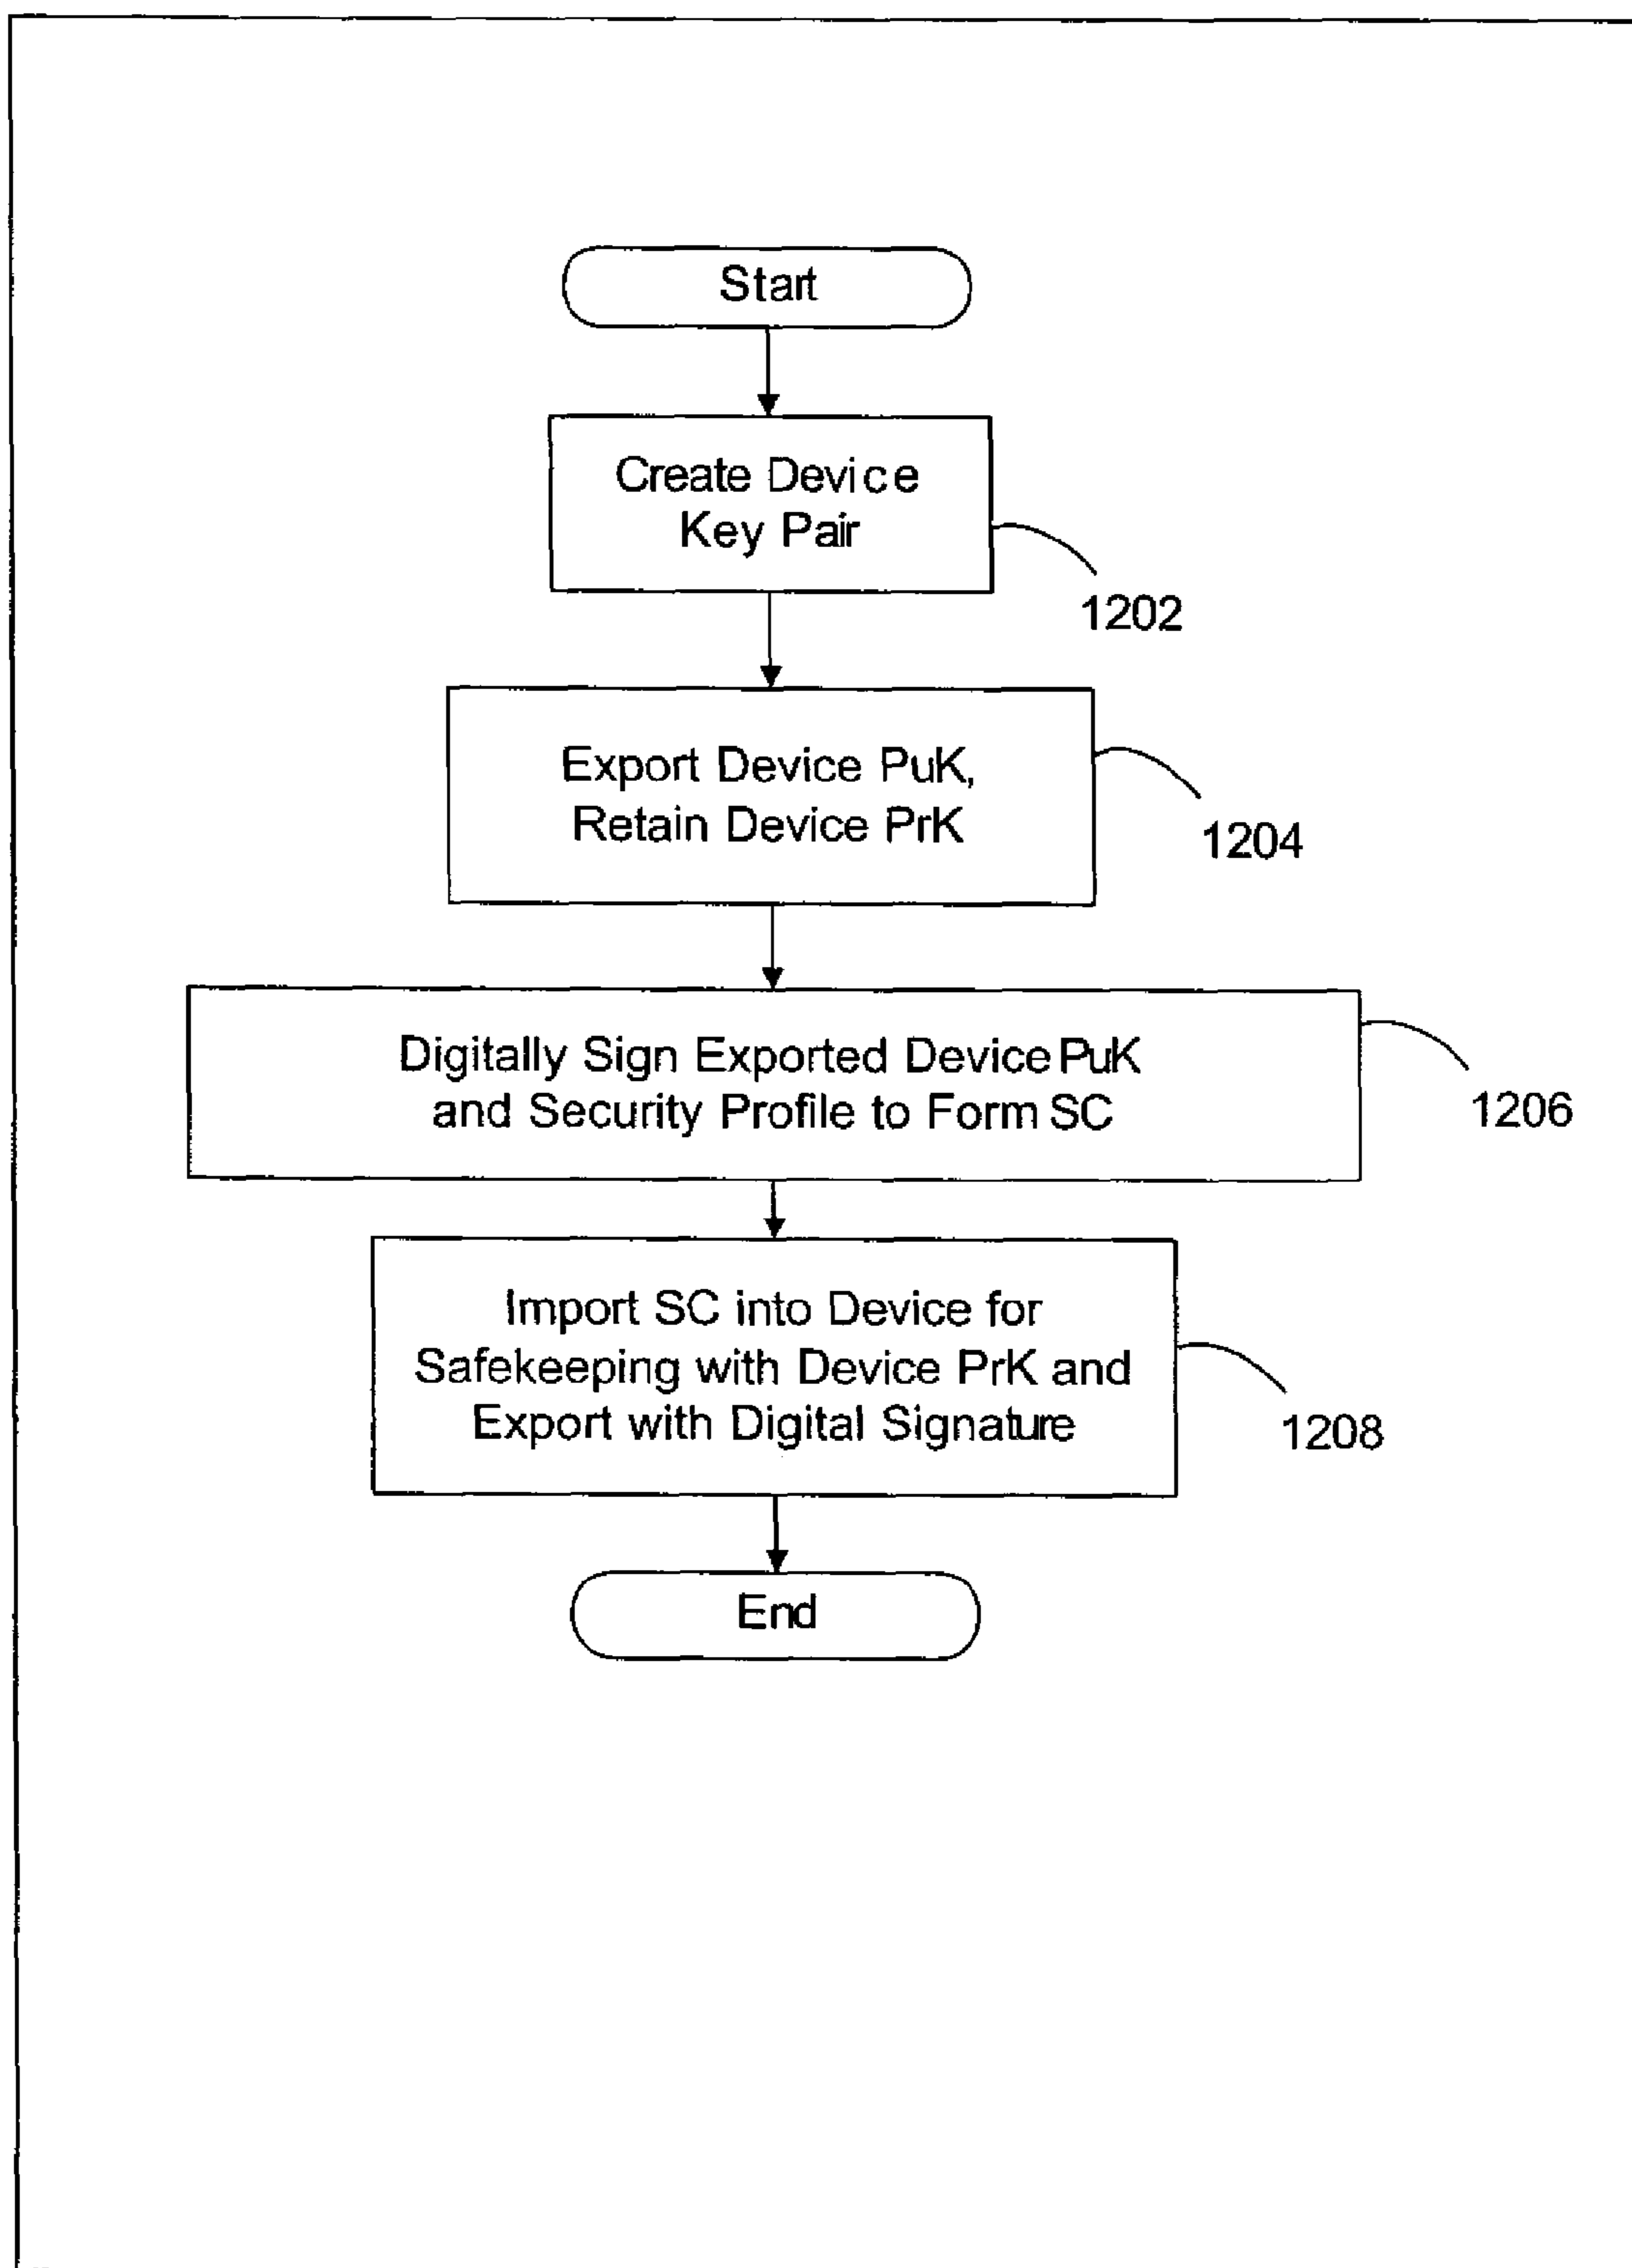 Start
Create Device
Key Pair
1202
Export Device PuK,
Retain Device PrK
1204
Digitally Sign Exported Device PuK
and Security Profile to Form SC
1206
Import SC into Device for
Safekeeping with Device PrK and
Export with Digital Signature
1208
End